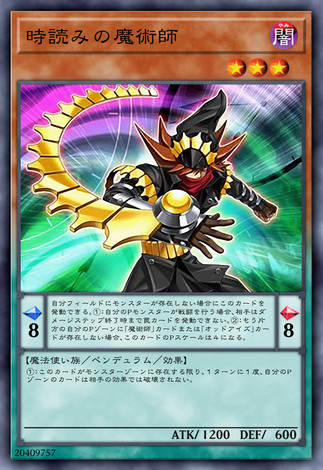 時読みの魔術師
やみ
闇
自分フィールドにモンスターが存在しない場合にこのカードを
発動できる。①:自分のPモンスターが戦闘を行う場合、相手はダ
メージステップ終了時まで罠カードを発動できない。②:もう片
方の自分のPゾーンに「魔術師」カードまたは「オッドアイズ」カー
ドが存在しない場合、このカードのPスケールは4になる。
8 8
【魔法使い族/ペンデュラム/効果】
①:このカードがモンスターゾーンに存在する限り、1ターンに1度、自分のPゾ
ーンのカードは相手の効果では破壊されない。
ATK/1200 DEF/ 600
20409757